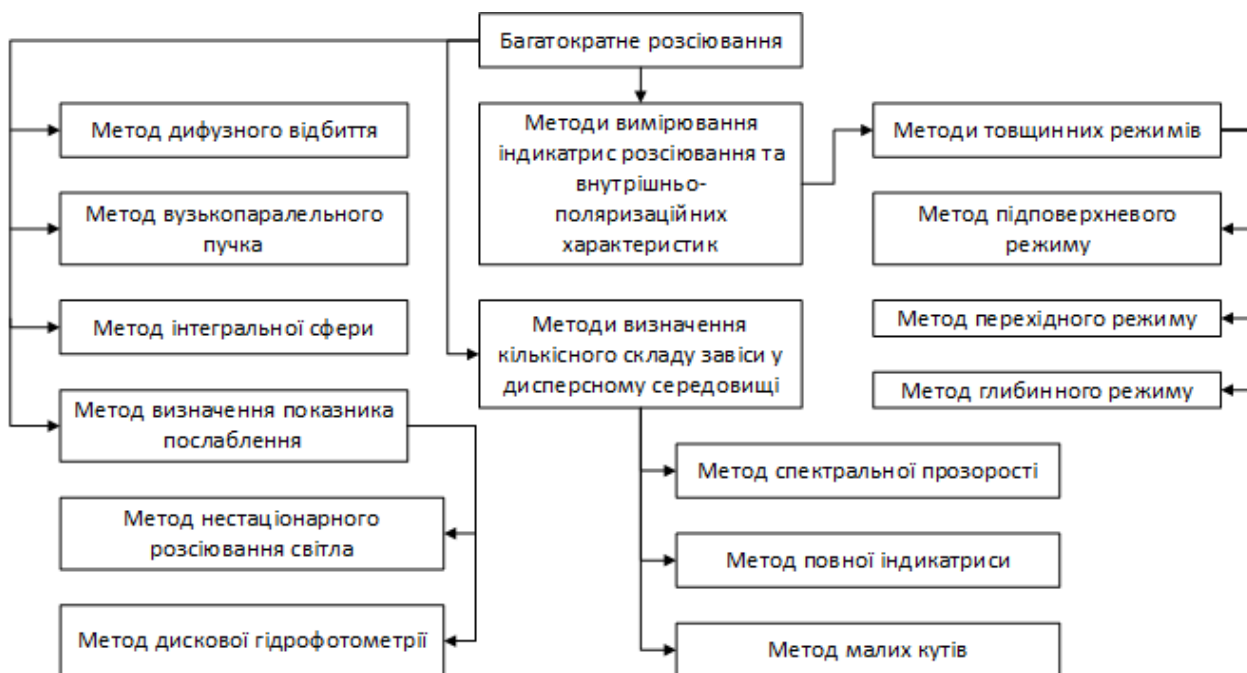 Багатократне розсіювання
Метод дифузного відбиття
Метод вузькопаралельного
пучка
Метод інтегральної сфери
Метод визначення показника
послаблення
Метод нестаціонарного
розсіювання світла
Метод дискової гідрофотометрії
Методи вимірювання
індикатрис розсіювання та
внутрішньо-
поляризаційних
характеристик
Методи визначення
кількісного складу завіси у
дисперсному середовищі
Метод спектральної прозорості
Метод повної індикатриси
Метод малих кутів
Методи товщинних режимів
Метод підповерхневого
режиму
Метод перехідного режиму
Метод глибинного режиму